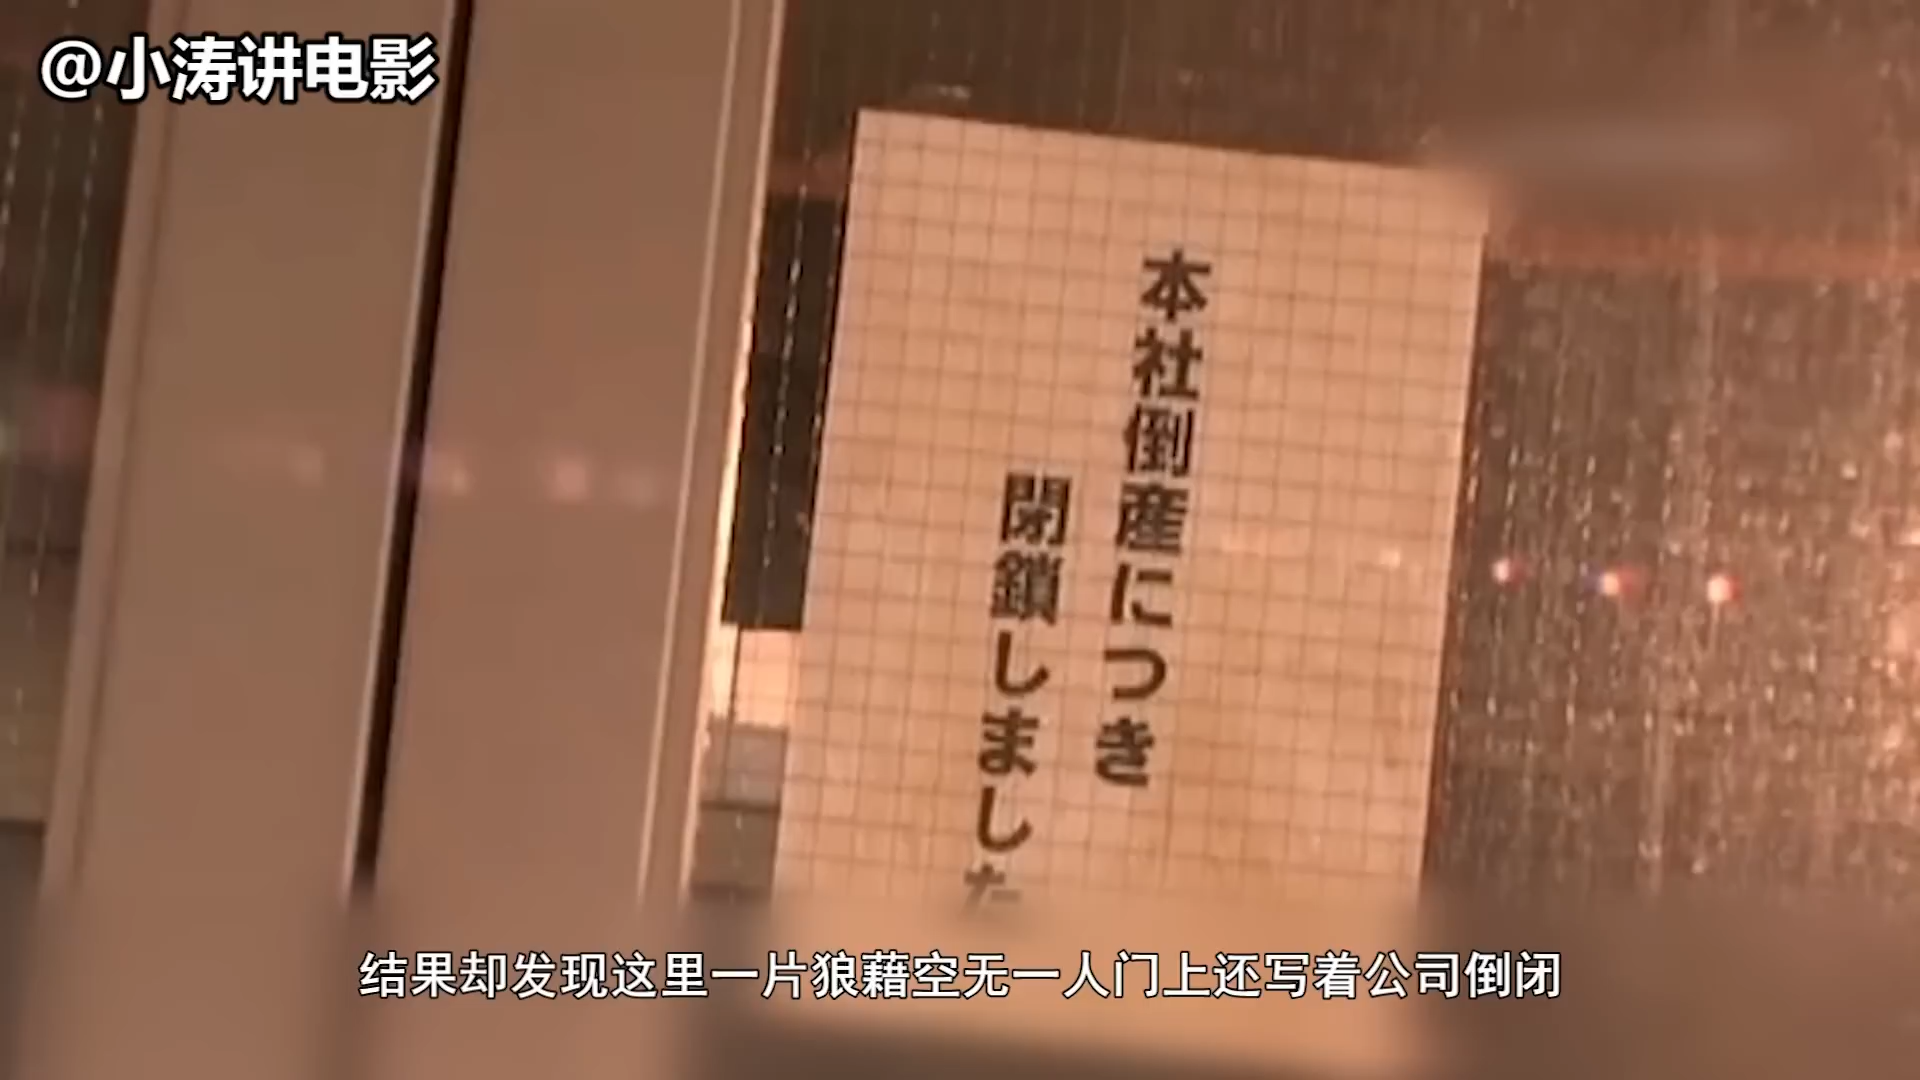 @小涛讲电影
本社倒産につき
閉鎖しました
结果却发现这里一片狼藉空无一人门上还写着公司倒闭